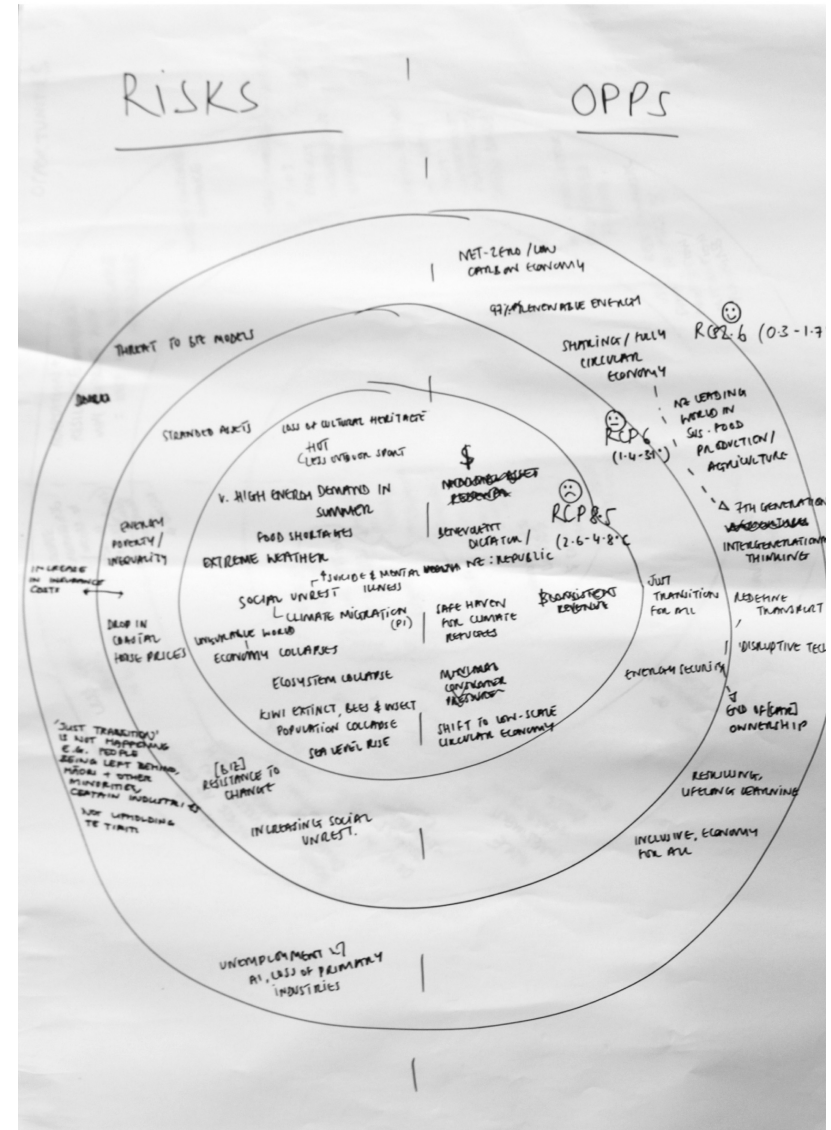 RISKS
OPPS
NET-ZERO / LOW
CARBON ECONOMY
97% RENEWABLE ENERGY
SHARING / FULLY
CIRCULAR
ECONOMY
RCP2.6 (0.3-1.7
NZ LEADING
WORLD IN
SUS. FOOD
PRODUCTION/
AGRICULTURE
7TH GENERATION
INTERGENERATIONAL
THINKING
RCP6
JUST
TRANSITION
FOR ALL
REDEFINE
TRANSPORT
DISRUPTIVE TEC
ENERGY SECURITY
END OF [CAR]
OWNERSHIP
RESKILLING,
LIFELONG LEARNING
INCLUSIVE, ECONOMY
FOR ALL
$
RCP8.5
(2.6-4.8°C
BENEVOLENT
DICTATOR /
NZ: REPUBLIC
SAFE HAVEN
FOR CLIMATE
REFUGEES
SHIFT TO LOW-SCALE
CIRCULAR ECONOMY
THREAT TO BIZ MODELS
STRANDED ASSETS
LOSS OF CULTURAL HERITAGE
HOT
LESS OUTDOOR SPORT
V. HIGH ENERGY DEMAND IN
SUMMER
FOOD SHORTAGES
EXTREME WEATHER
SUICIDE & MENTAL HEALTH
ILLNESS
SOCIAL UNREST
CLIMATE MIGRATION
(PI)
UNINSURABLE WORLD
ECONOMY COLLAPSES
ECOSYSTEM COLLAPSE
KIWI EXTINCT, BEES & INSECT
POPULATION COLLAPSE
SEA LEVEL RISE
ENERGY
POVERTY/
INEQUALITY
INCREASE
IN INSURANCE
COSTS
DROP IN
COASTAL
HOUSE PRICES
'JUST TRANSITION'
IS NOT HAPPENING
E.G. PEOPLE
BEING LEFT BEHIND,
MĀORI + OTHER
MINORITIES,
CERTAIN INDUSTRIES
NOT UPHOLDING
TE TIRITI
[BIZ]
RESISTANCE TO
CHANGE
INCREASING SOCIAL
UNREST.
UNEMPLOYMENT
AI, LOSS OF PRIMARY
INDUSTRIES